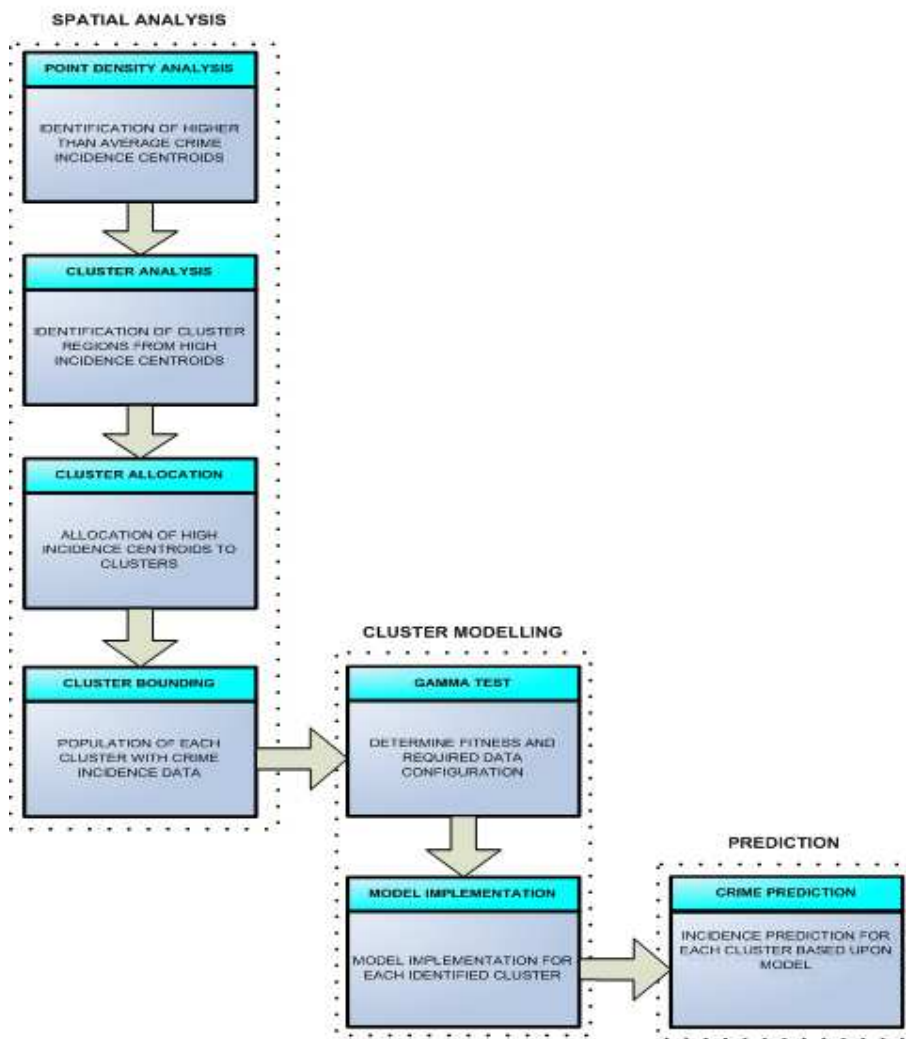 SPATIAL ANALYSIS
POINT DENSITY ANALYSIS
IDENTIFICATION OF HIGHER
THAN AVERAGE CRIME
INCIDENCE CENTROIDS
CLUSTER ANALYSIS
IDENTIFICATION OF CLUSTER
REGIONS FROM HIGH
INCIDENCE CENTROIDS
CLUSTER ALLOCATION
ALLOCATION OF HIGH
INCIDENCE CENTROIDS TO
CLUSTERS
CLUSTER BOUNDING
POPULATION OF EACH
CLUSTER WITH CRIME
INCIDENCE DATA
CLUSTER MODELLING
GAMMA TEST
DETERMINE FITNESS AND
REQUIRED DATA
CONFIGURATION
MODEL IMPLEMENTATION
MODEL IMPLEMENTATION FOR
EACH IDENTIFIED CLUSTER
PREDICTION
CRIME PREDICTION
INCIDENCE PREDICTION FOR
EACH CLUSTER BASED UPON
MODEL